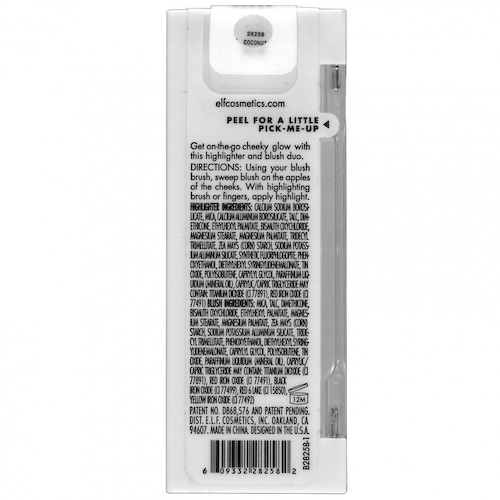 28258
COCONUT
elfcosmetics.com
PEEL FOR A LITTLE
PICK-ME-UP
Get on-the-go cheeky glow with
this highlighter and blush duo.
DIRECTIONS: Using your blush
brush, sweep blush on the apples
of the cheeks. With highlighting
brush or fingers, apply highlight.
HIGHLIGHTER INGREDIENTS: CALCIUM SODIUM BOROSI-
LICATE, MICA, CALCIUM ALUMINUM BOROSILICATE, TALC, DIM-
ETHICONE, ETHYLHEXYL PALMITATE, BISMUTH OXYCHLORIDE,
MAGNESIUM STEARATE, MAGNESIUM PALMITATE, TRIDECYL
TRIMELLITATE, ZEA MAYS (CORN) STARCH, SODIUM POTASS-
IUM ALUMINUM SILICATE, SYNTHETIC FLUORPHLOGOPITE, PHEN-
OXYETHANOL, DIETHYLHEXYL SYRINGYLIDENEMALONATE, TIN
OXIDE, POLYISOBUTENE, CAPRYLYL GLYCOL, PARAFFINUM LIQ-
UIDUM (MINERAL OIL), CAPRYLIC/CAPRIC TRIGLYCERIDE MAY
CONTAIN: TITANIUM DIOXIDE (CI 77891), RED IRON OXIDE (CI
77491) BLUSH INGREDIENTS: MICA, TALC, DIMETHICONE,
BISMUTH OXYCHLORIDE, ETHYLHEXYL PALMITATE, MAGNES-
IUM STEARATE, MAGNESIUM PALMITATE, ZEA MAYS (CORN)
STARCH, SODIUM POTASSIUM ALUMINUM SILICATE, TRIDE-
CYL TRIMELLITATE, PHENOXYETHANOL, DIETHYLHEXYL SYRING-
YLIDENEMALONATE, CAPRYLYL GLYCOL, POLYISOBUTENE, TIN
OXIDE, PARAFFINUM LIQUIDUM (MINERAL OIL), CAPRYLIC/
CAPRIC TRIGLYCERIDE MAY CONTAIN: TITANIUM DIOXIDE (CI
77891), RED IRON OXIDE (CI 77491), BLACK
IRON OXIDE (CI 77499), RED 6 LAKE (CI 15850),
YELLOW IRON OXIDE (CI 77492)
12M
PATENT NO. D868,576 AND PATENT PENDING.
DIST. E.L.F. COSMETICS, INC. OAKLAND, CA
94607. MADE IN CHINA. DESIGNED IN THE U.S.A.
6 09332 28258 2
B28258-1